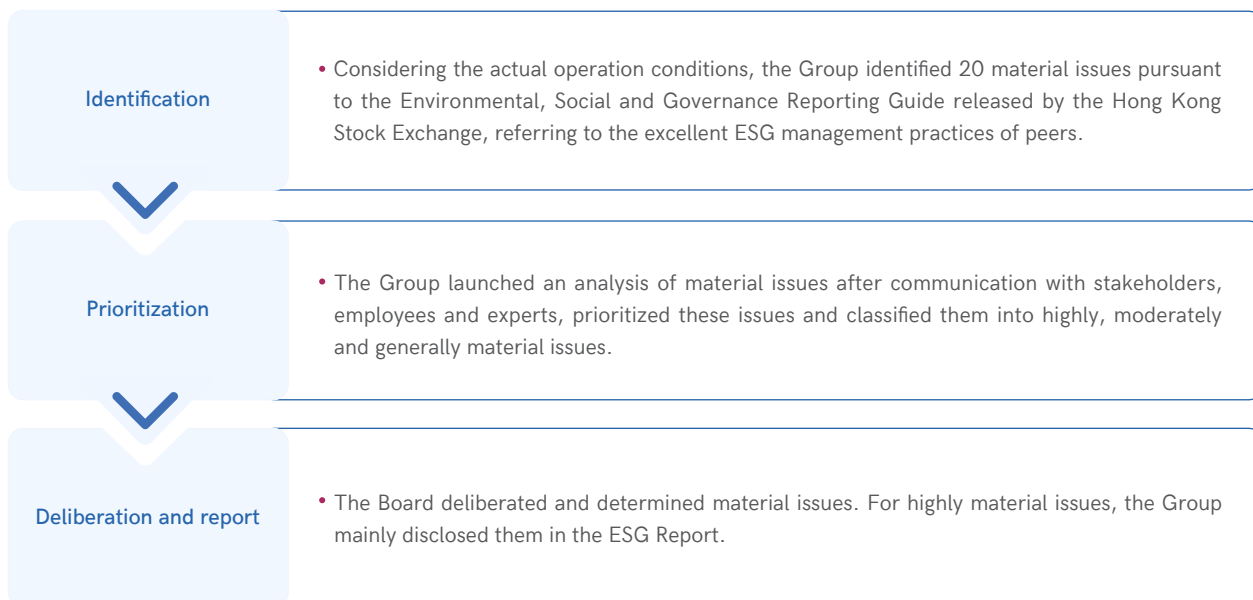 Identification
• Considering the actual operation conditions, the Group identified 20 material issues pursuant
to the Environmental, Social and Governance Reporting Guide released by the Hong Kong
Stock Exchange, referring to the excellent ESG management practices of peers.
Prioritization
• The Group launched an analysis of material issues after communication with stakeholders,
employees and experts, prioritized these issues and classified them into highly, moderately
and generally material issues.
Deliberation and report
• The Board deliberated and determined material issues. For highly material issues, the Group
mainly disclosed them in the ESG Report.